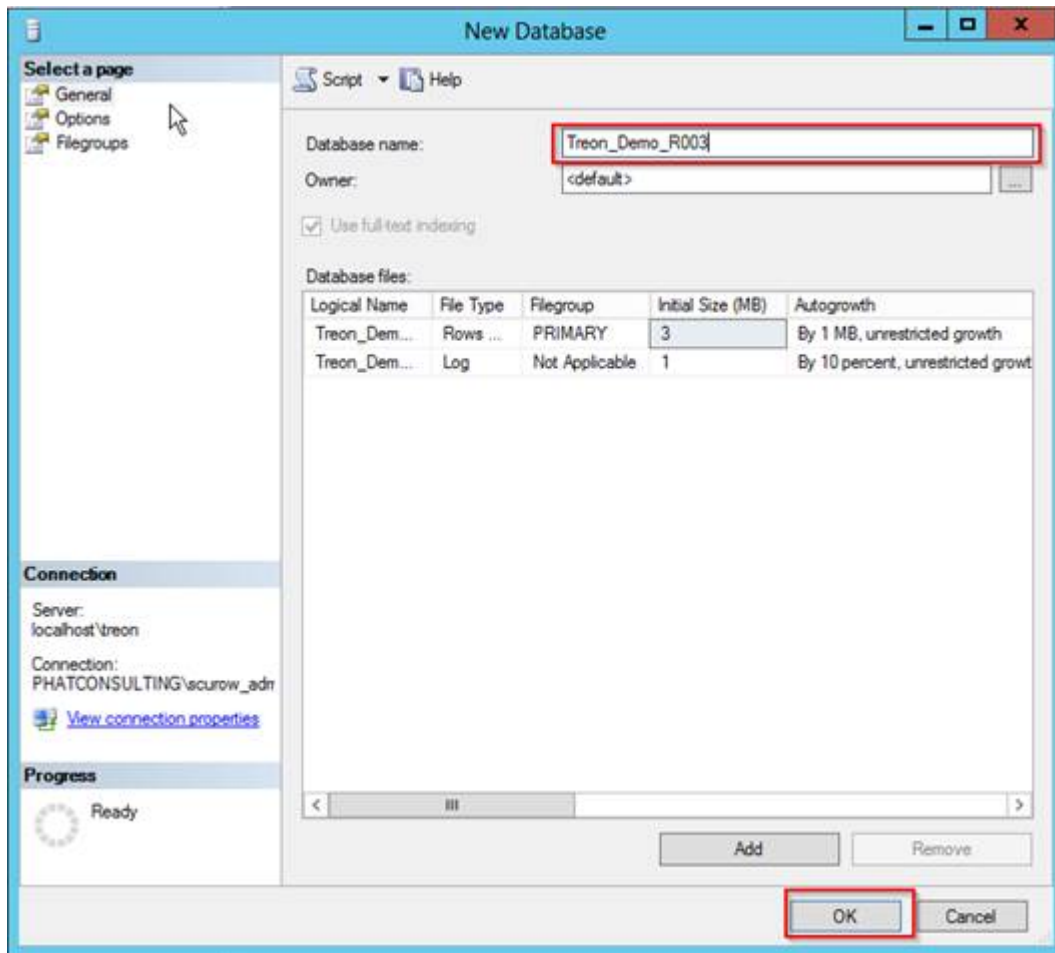 New Database
Select a page
General
Options
Filegroups
Script Help
Database name: Treon_Demo_R003
Owner: <default> ...
Use full-text indexing
Database files:
Logical Name File Type Filegroup Initial Size (MB) Autogrowth
Treon_Dem... Rows ... PRIMARY 3 By 1 MB, unrestricted growth
Treon_Dem... Log Not Applicable 1 By 10 percent, unrestricted growt
Connection
Server:
localhost\treon
Connection:
PHATCONSULTING\scurow_adm
View connection properties
Progress
Ready
Add Remove
OK Cancel